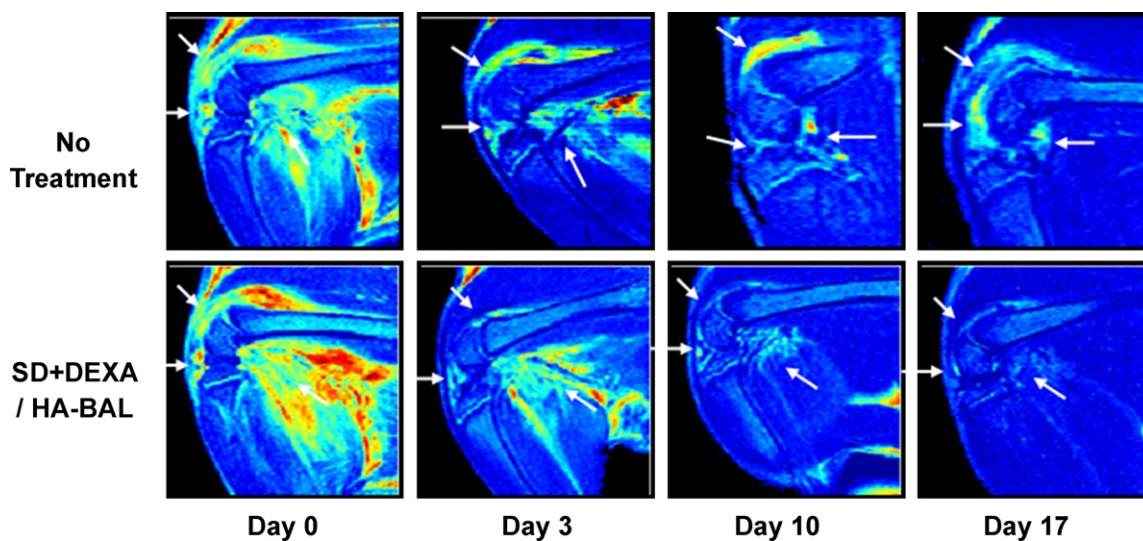 No
Treatment
SD+DEXA
/ HA-BAL
Day 0
Day 3
Day 10
Day 17